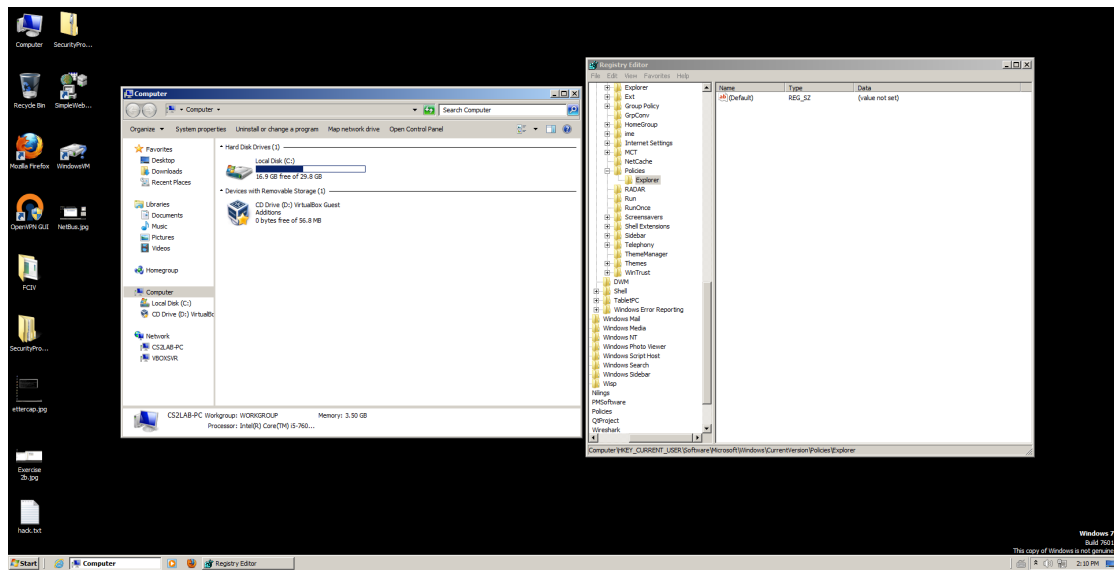 Computer
SecurityPro...
Recycle Bin
SimpleWeb...
Mozilla Firefox
WindowsVM
OpenVPN GUI
NetBus.jpg
FCIV
SecurityPro...
ettercap.jpg
Exercise
2b.jpg
hack.txt
Computer
Computer
Search Computer
Organize
System properties
Uninstall or change a program
Map network drive
Open Control Panel
Favorites
Desktop
Downloads
Recent Places
Libraries
Documents
Music
Pictures
Videos
Homegroup
Computer
Local Disk (C:)
CD Drive (D:) VirtualBo
Network
CS2LAB-PC
VBOXSVR
Hard Disk Drives (1)
Local Disk (C:)
16.9 GB free of 29.8 GB
Devices with Removable Storage (1)
CD Drive (D:) VirtualBox Guest
Additions
0 bytes free of 56.8 MB
CS2LAB-PC Workgroup: WORKGROUP Memory: 3.50 GB
Processor: Intel(R) Core(TM) i5-760...
Registry Editor
File Edit View Favorites Help
Explorer
Ext
Group Policy
GrpConv
HomeGroup
ime
Internet Settings
MCT
NetCache
Policies
Explorer
RADAR
Run
RunOnce
Screensavers
Shell Extensions
Sidebar
Telephony
ThemeManager
Themes
WinTrust
DWM
Shell
TabletPC
Windows Error Reporting
Windows Mail
Windows Media
Windows NT
Windows Photo Viewer
Windows Script Host
Windows Search
Windows Sidebar
Wisp
Nlings
PMSoftware
Policies
QtProject
Wireshark
Name Type Data
ab (Default) REG_SZ (value not set)
Computer\HKEY_CURRENT_USER\Software\Microsoft\Windows\CurrentVersion\Policies\Explorer
Windows 7
Build 7601
This copy of Windows is not genuine
Start
Computer
Registry Editor
2:10 PM